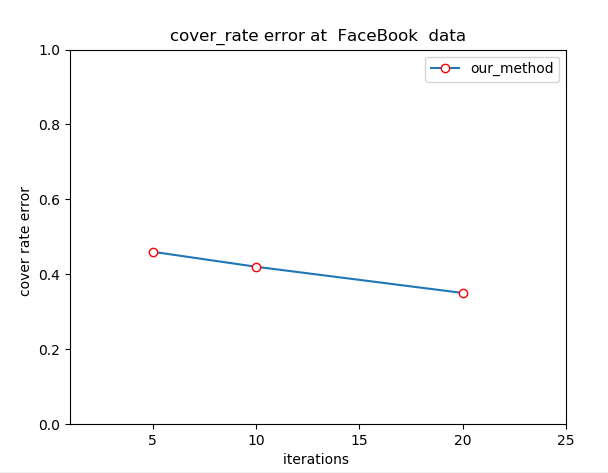 cover_rate error at  FaceBook  data
our_method
1.0
0.8
0.6
0.4
0.2
0.0
cover rate error
5 10 15 20 25
iterations